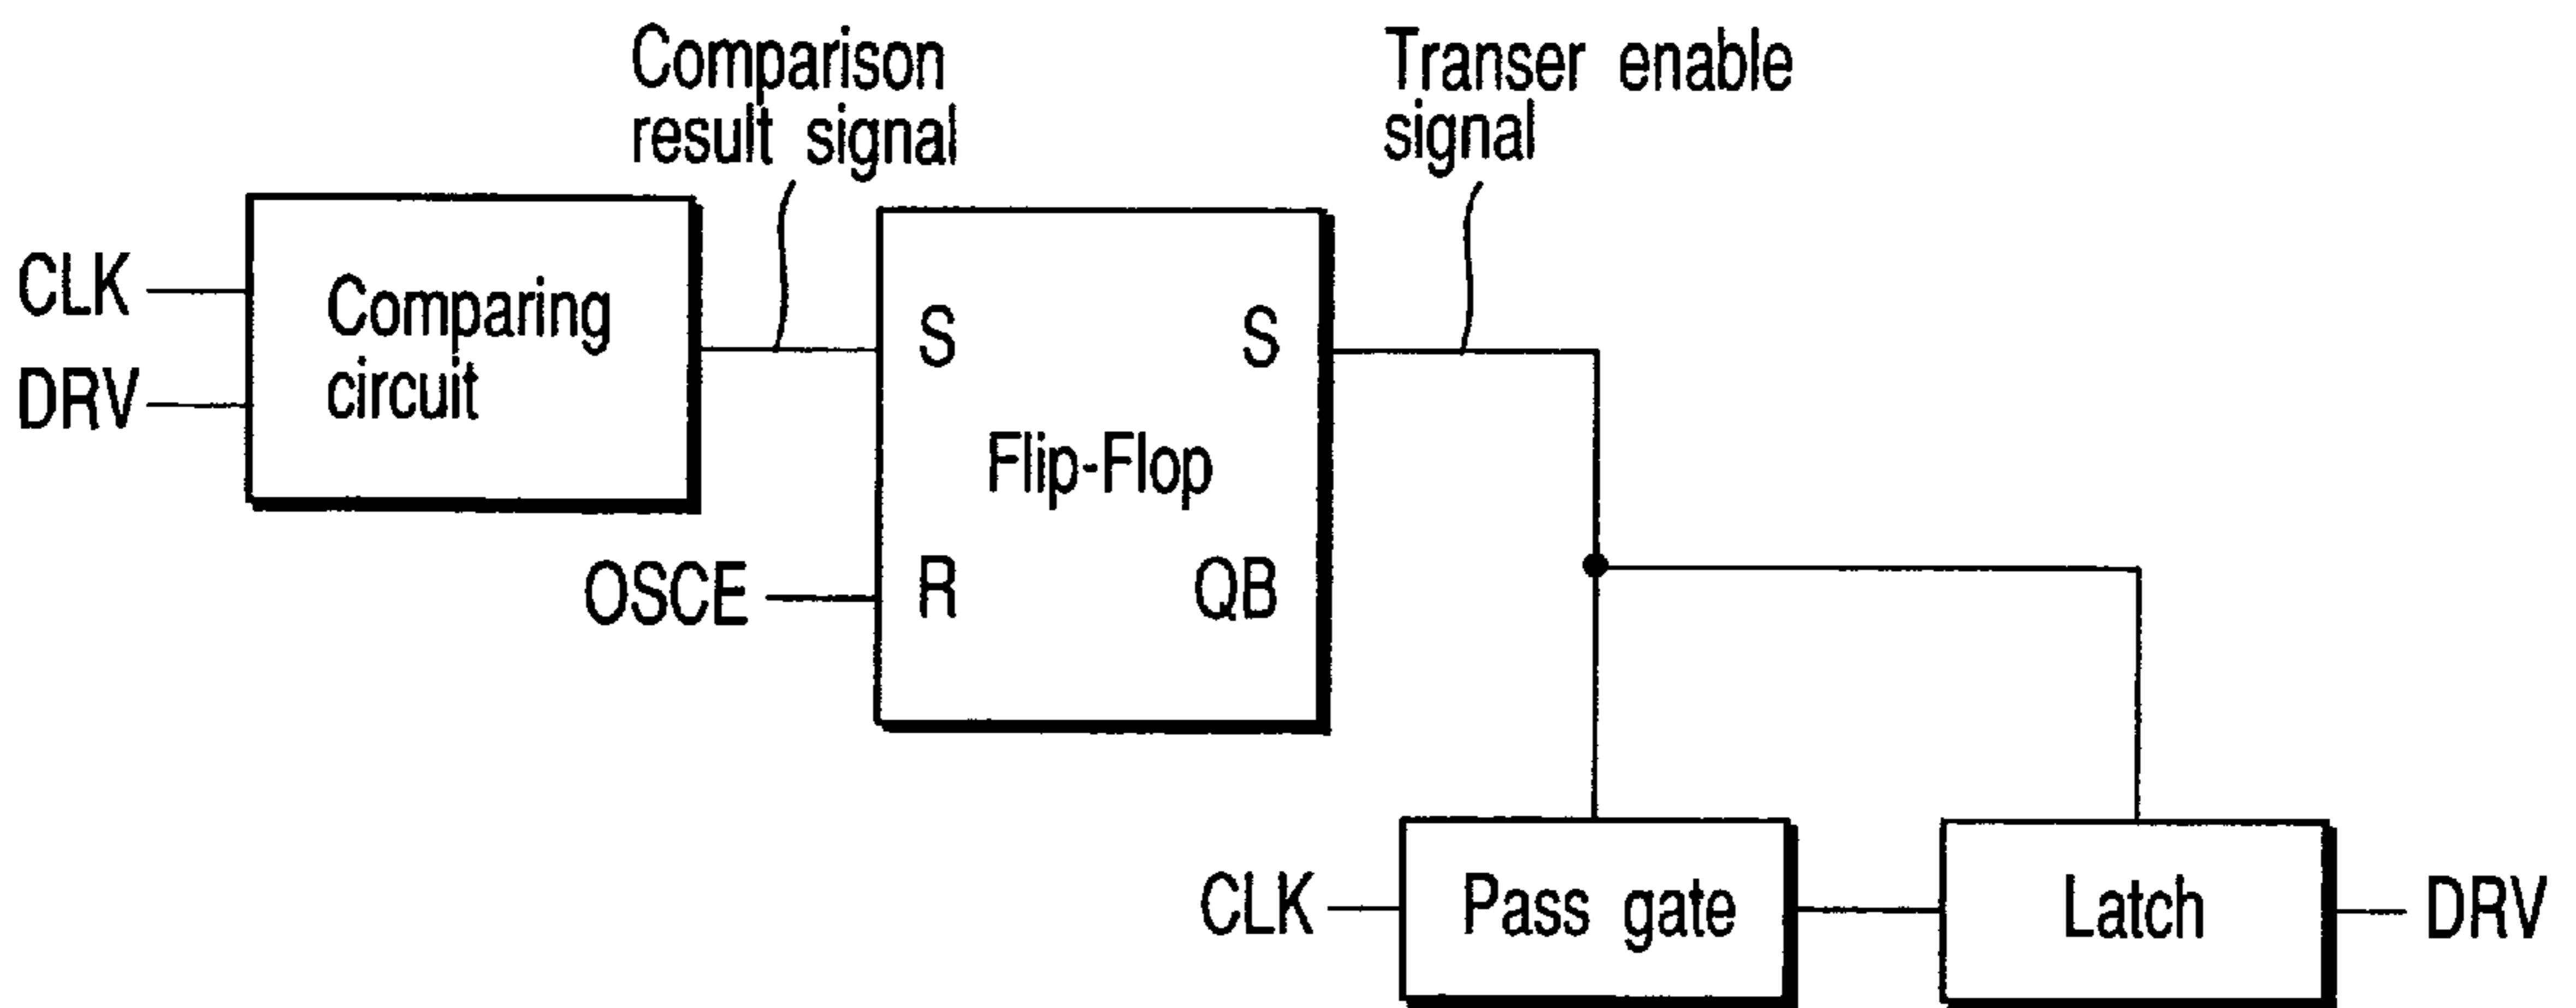 Comparison
result signal
Transer enable
signal
CLK
DRV
Comparing
circuit
S
S
Flip-Flop
OSCE
R
QB
CLK
Pass gate
Latch
DRV